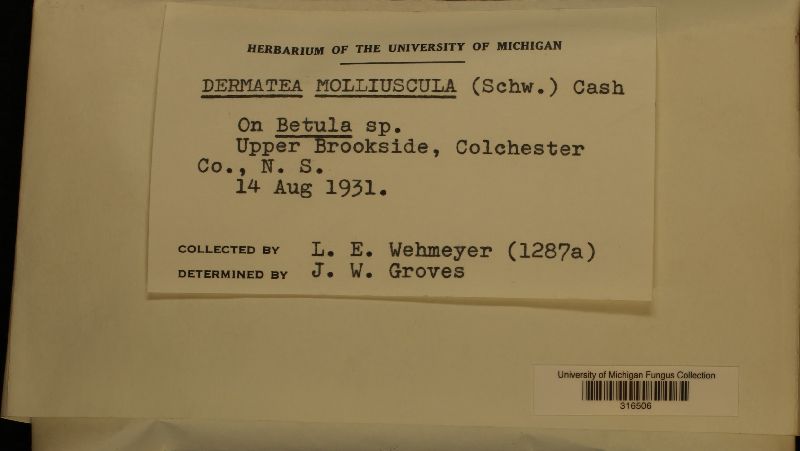 HERBARIUM OF THE UNIVERSITY OF MICHIGAN
DERMATEA MOLLIUSCULA (Schw.) Cash
On Betula sp.
Upper Brookside, Colchester
Co., N. S.
14 Aug 1931.
COLLECTED BY L. E. Wehmeyer (1287a)
DETERMINED BY J. W. Groves
University of Michigan Fungus Collection
316506